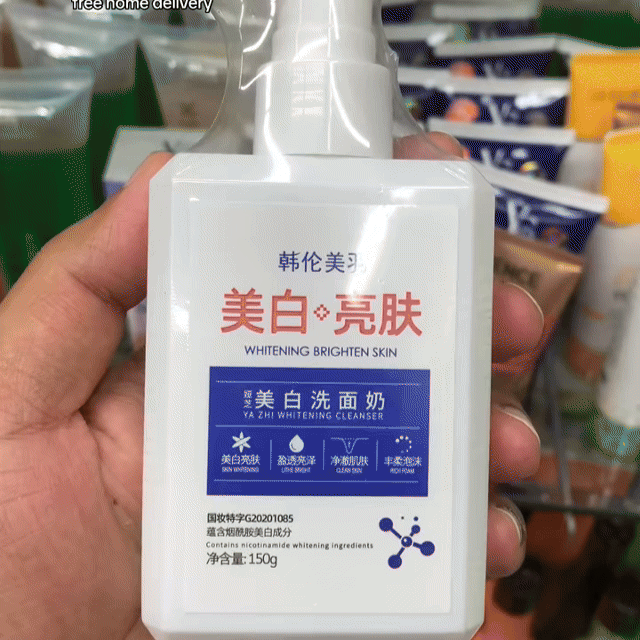 free home delivery
韩伦美羽
美白 亮肤
WHITENING BRIGHTEN SKIN
娅芝 美白洗面奶
YA ZHI WHITENING CLEANSER
美白亮肤 盈透亮泽 净澈肌肤 丰柔泡沫
SKIN WHITENING CLEAN SKIN RICH FOAM
国妆特字G20201085
蕴含烟酰胺美白成分
Contains nicotinamide whitening ingredients
净含量: 150g